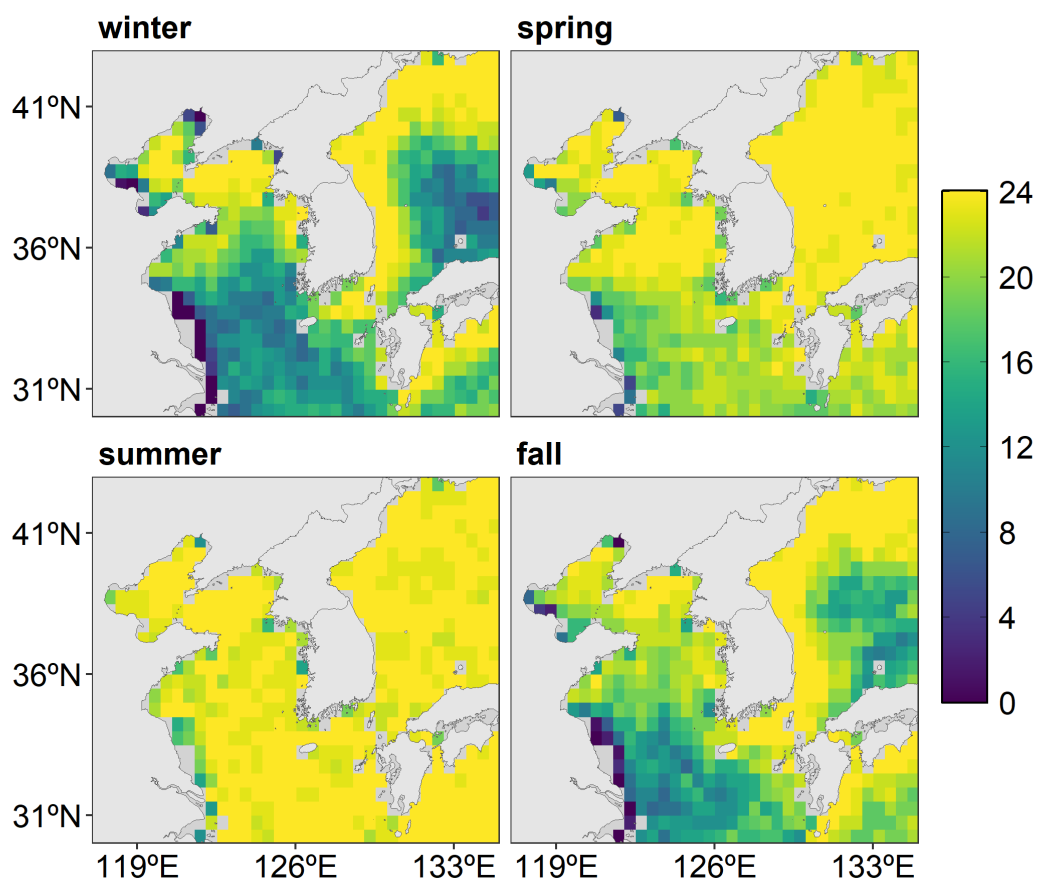 winter
spring
41ºN
36ºN
31ºN
24
20
16
12
8
4
0
summer
fall
41ºN
36ºN
31ºN
119ºE
126ºE
133ºE
119ºE
126ºE
133ºE